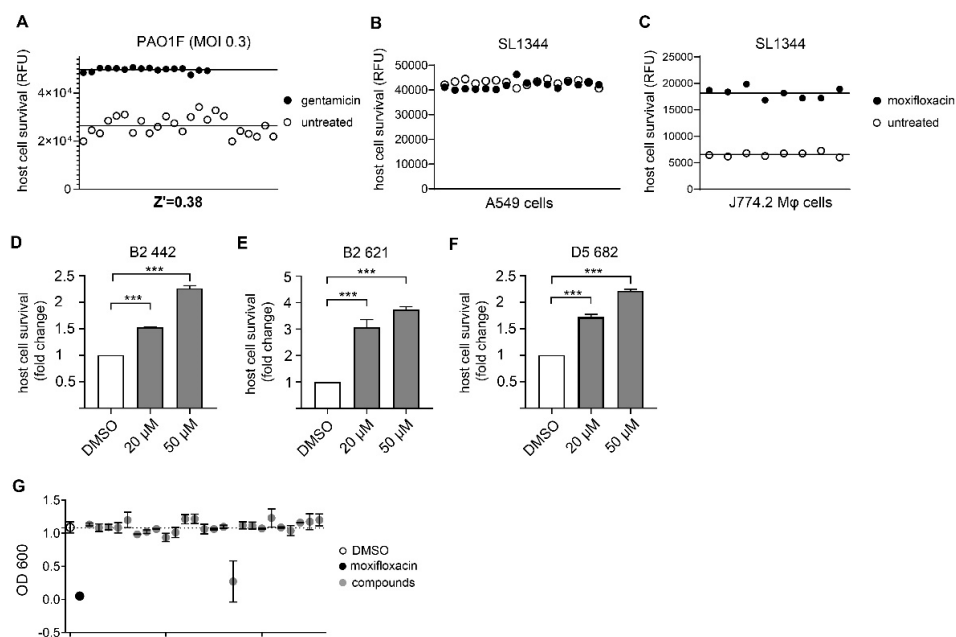 A
PAO1F (MOI 0.3)
host cell survival (RFU)
4×10⁴
2×10⁴
0
gentamicin
untreated
Z'=0.38
B
SL1344
host cell survival (RFU)
50000
40000
30000
20000
10000
0
A549 cells
C
SL1344
host cell survival (RFU)
25000
20000
15000
10000
5000
0
moxifloxacin
untreated
J774.2 Mφ cells
D
B2 442
host cell survival
(fold change)
2.5
2
1.5
1
0.5
***
***
DMSO
20 µM
50 µM
E
B2 621
host cell survival
(fold change)
5
4
3
2
1
***
***
DMSO
20 µM
50 µM
F
D5 682
host cell survival
(fold change)
2.5
2
1.5
1
0.5
***
***
DMSO
20 µM
50 µM
G
OD 600
1.5
1.0
0.5
0.0
-0.5
DMSO
moxifloxacin
compounds